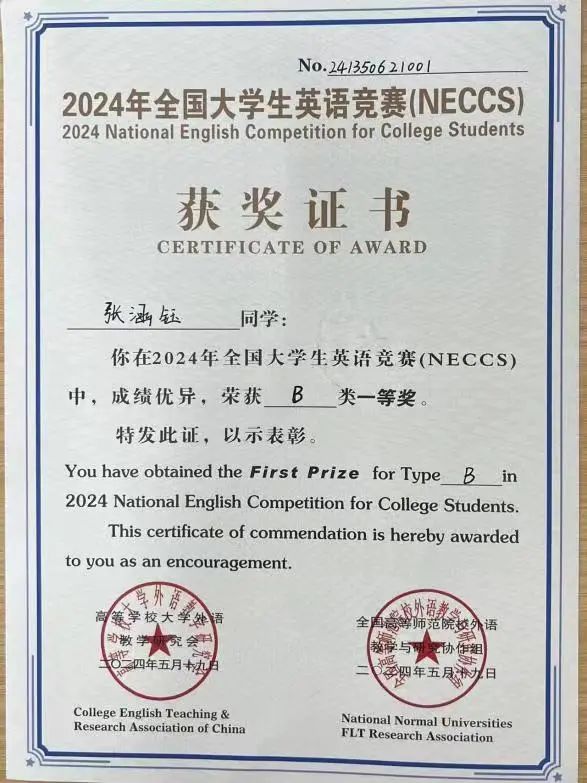 No. 241350621001
2024年全国大学生英语竞赛(NECCS)
2024 National English Competition for College Students
获奖证书
CERTIFICATE OF AWARD
张涵钰 同学：
你在2024年全国大学生英语竞赛(NECCS)
中，成绩优异，荣获 B 类一等奖。
特发此证，以示表彰。
You have obtained the First Prize for Type B in
2024 National English Competition for College Students.
This certificate of commendation is hereby awarded
to you as an encouragement.
高等学校大学外语
教学研究会
二〇二四年五月十九日
College English Teaching &
Research Association of China
全国高等师范院校外语
教学与研究协作组
二〇二四年五月十九日
National Normal Universities
FLT Research Association